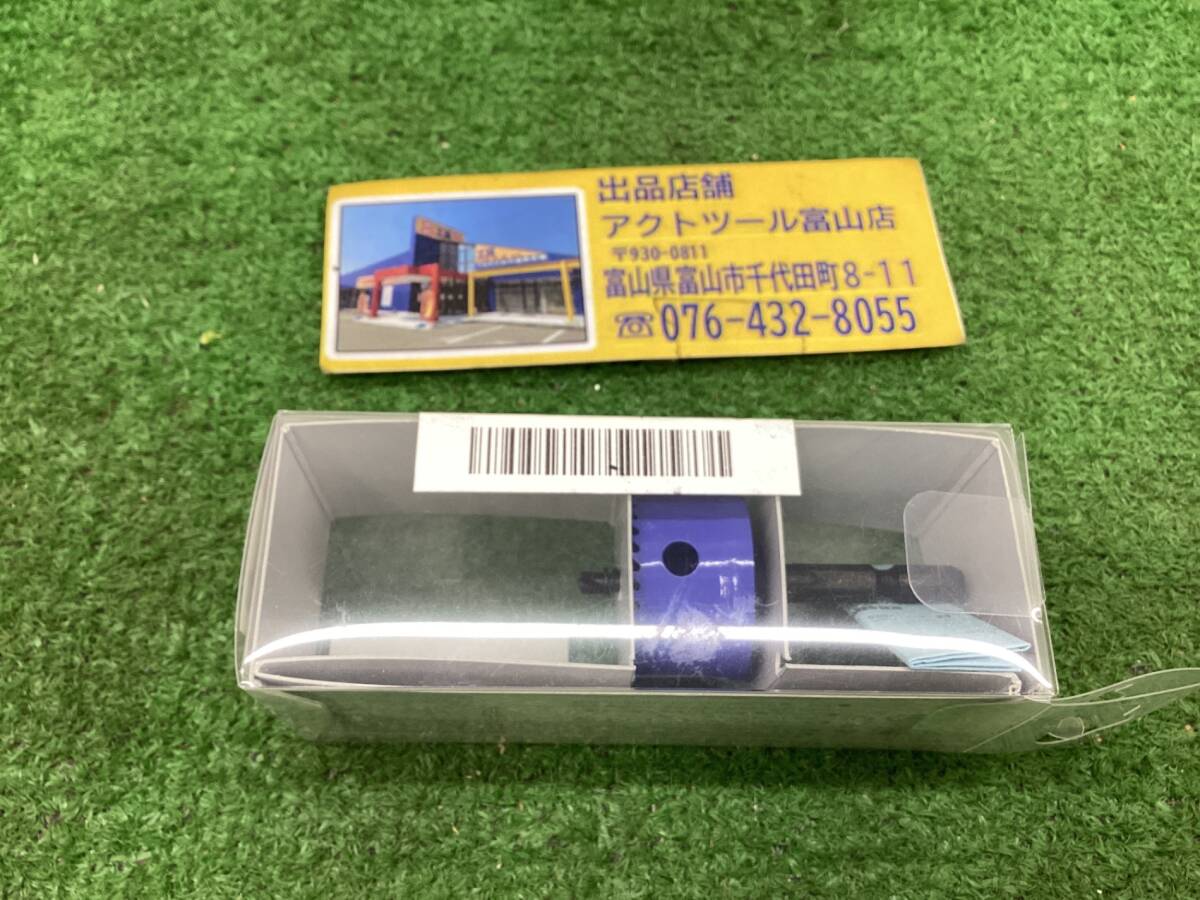 出品店舗
アクトツール富山店
〒930-0811
富山県富山市千代田町8-11
☏076-432-8055